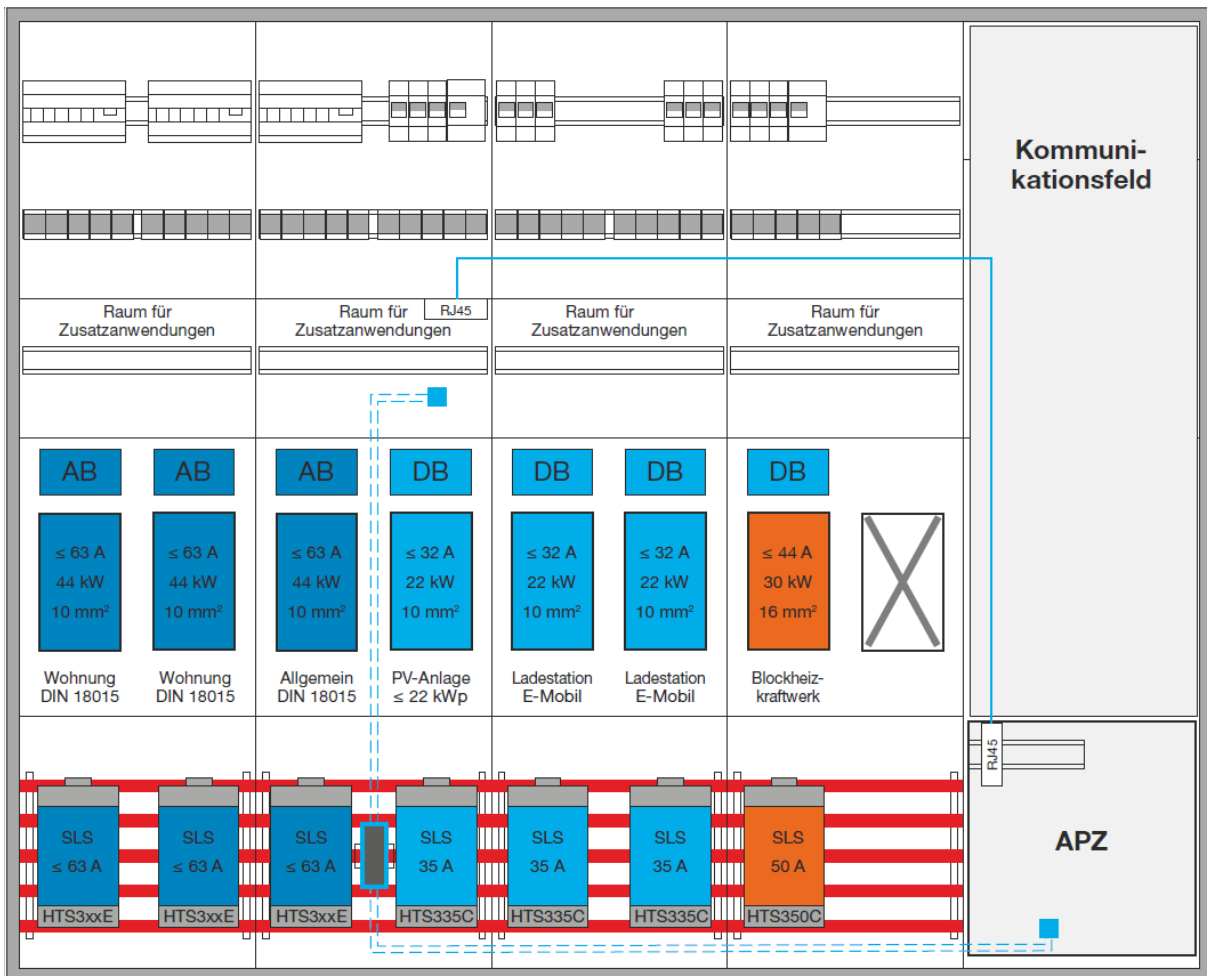 Kommuni-
kationsfeld
Raum für
Zusatzanwendungen
Raum für
Zusatzanwendungen
RJ45
Raum für
Zusatzanwendungen
Raum für
Zusatzanwendungen
AB
AB
AB
DB
DB
DB
DB
≤ 63 A
44 kW
10 mm²
≤ 63 A
44 kW
10 mm²
≤ 63 A
44 kW
10 mm²
≤ 32 A
22 kW
10 mm²
≤ 32 A
22 kW
10 mm²
≤ 32 A
22 kW
10 mm²
≤ 44 A
30 kW
16 mm²
Wohnung
DIN 18015
Wohnung
DIN 18015
Allgemein
DIN 18015
PV-Anlage
≤ 22 kWp
Ladestation
E-Mobil
Ladestation
E-Mobil
Blockheiz-
kraftwerk
RJ45
APZ
SLS
≤ 63 A
HTS3xxE
SLS
≤ 63 A
HTS3xxE
SLS
≤ 63 A
HTS3xxE
SLS
35 A
HTS335C
SLS
35 A
HTS335C
SLS
35 A
HTS335C
SLS
50 A
HTS350C